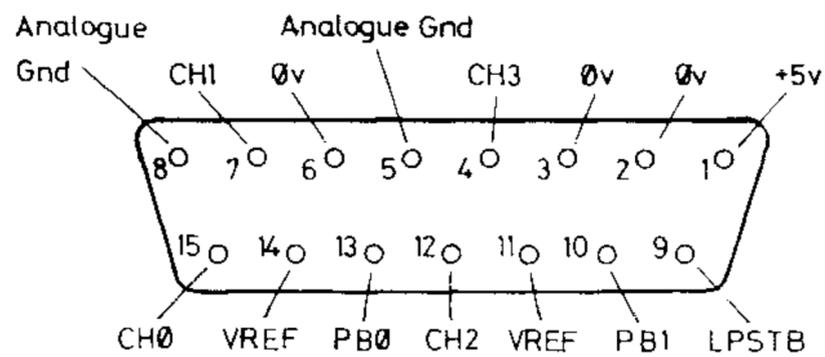 Analogue Gnd
Analogue Gnd
CH1 Øv CH3 Øv Øv +5v
8 7 6 5 4 3 2 1
15 14 13 12 11 10 9
CHØ VREF PBØ CH2 VREF PB1 LPSTB